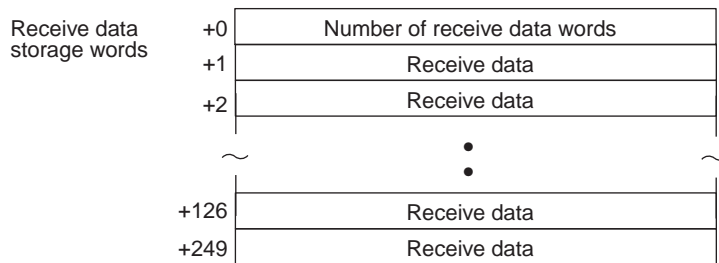 Receive data
storage words
+0 Number of receive data words
+1 Receive data
+2 Receive data
+126 Receive data
+249 Receive data